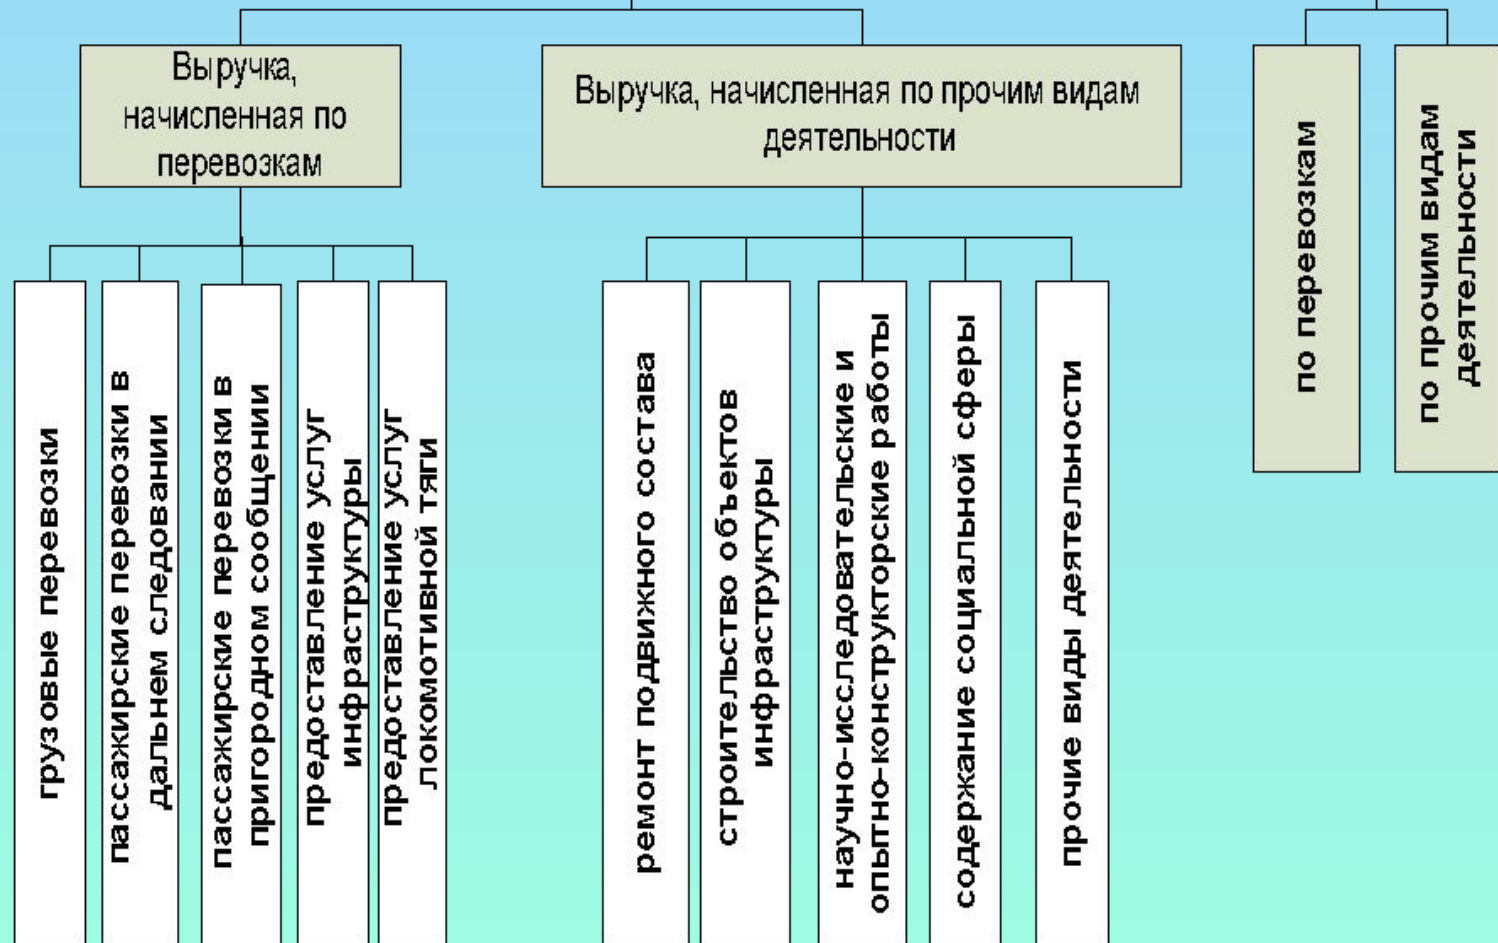 Выручка,
начисленная по
перевозкам
Выручка, начисленная по прочим видам
деятельности
по перевозкам
по прочим видам
деятельности
грузовые перевозки
пассажирские перевозки в
дальнем следовании
пассажирские перевозки в
пригородном сообщении
предоставление услуг
инфраструктуры
предоставление услуг
локомотивной тяги
ремонт подвижного состава
строительство объектов
инфраструктуры
научно-исследовательские и
опытно-конструкторские работы
содержание социальной сферы
прочие виды деятельности